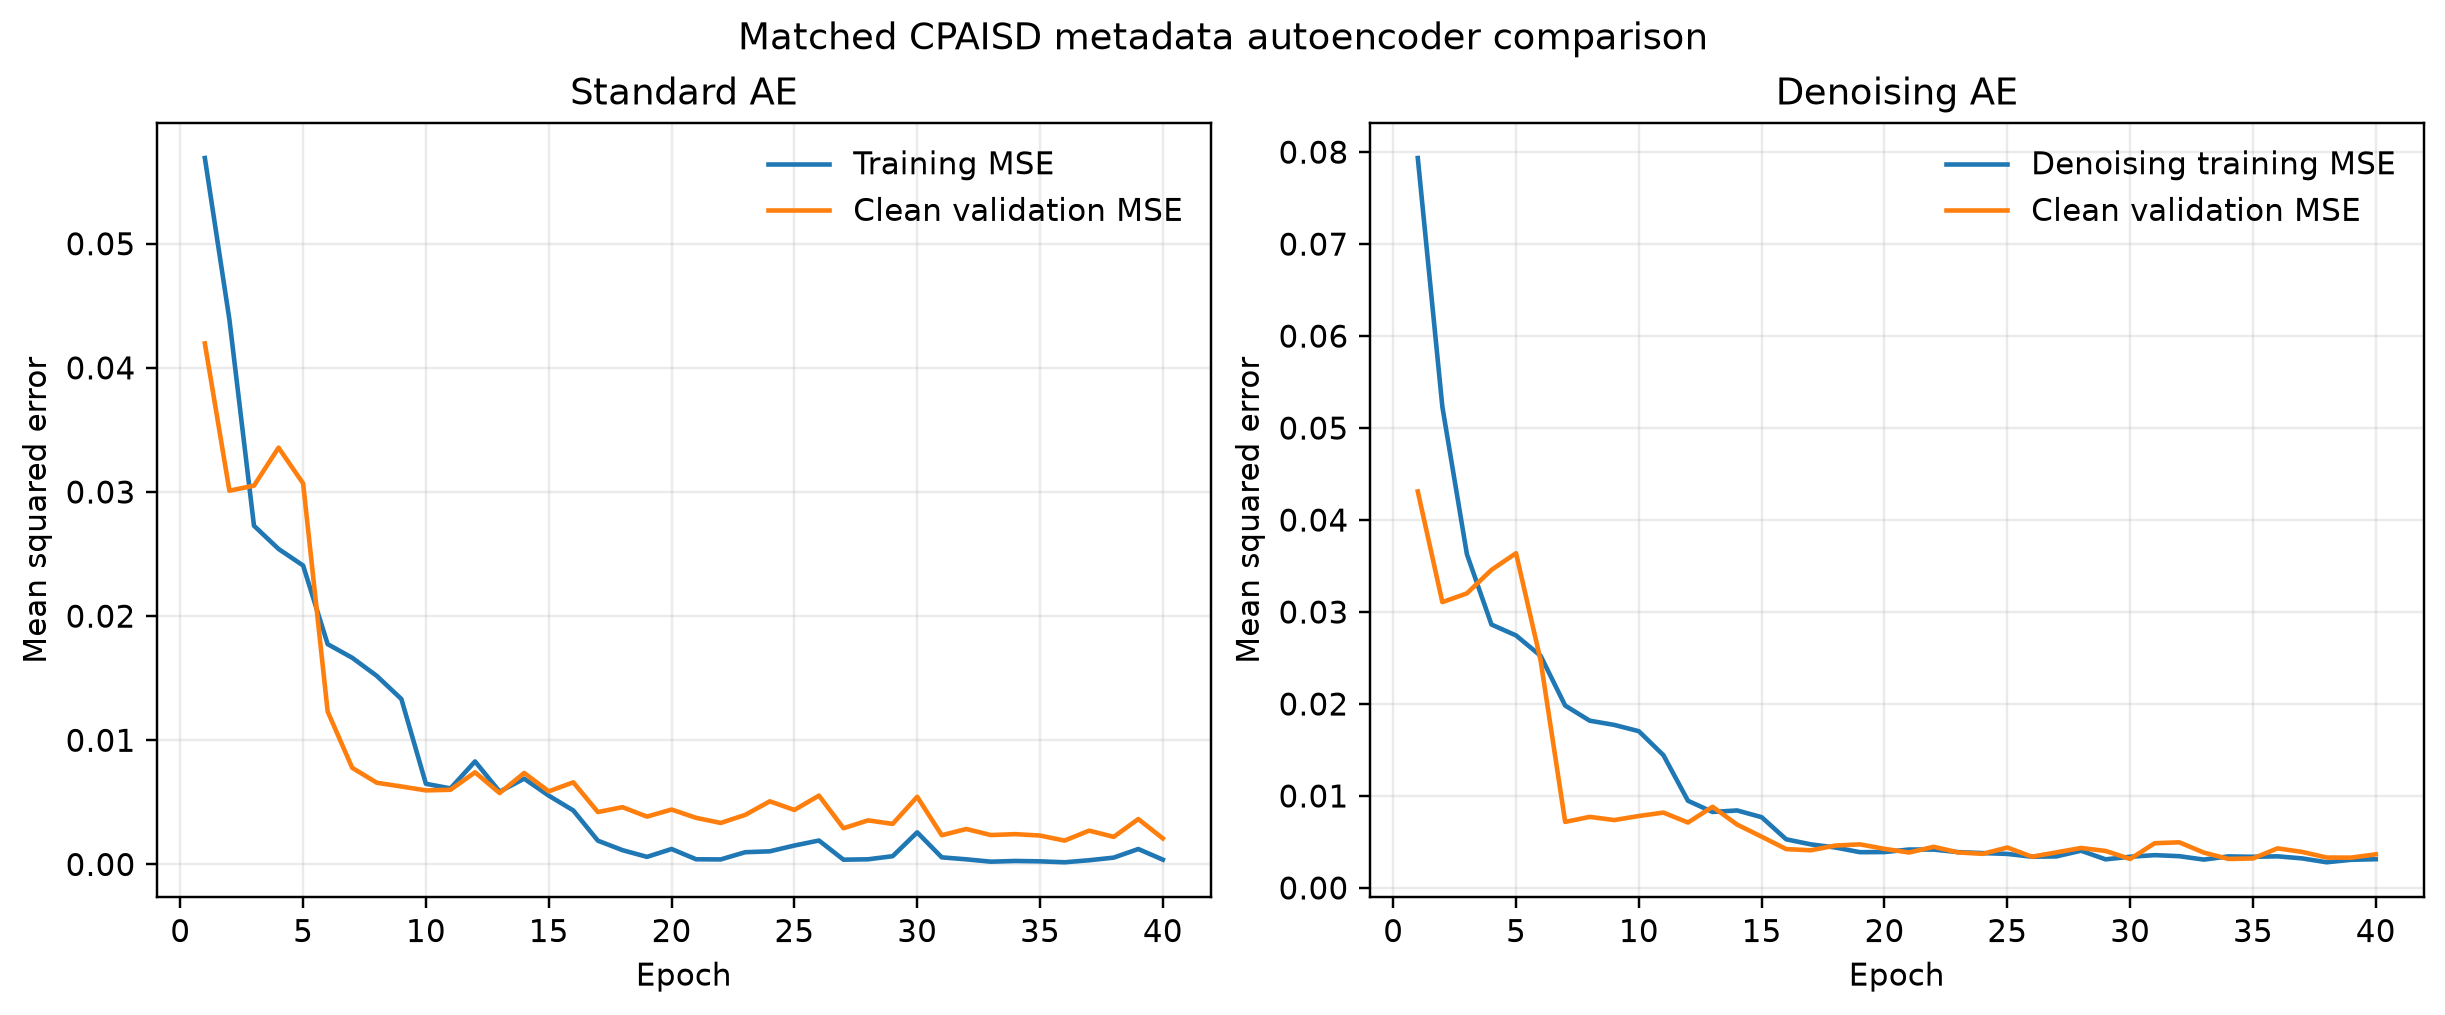 Matched CPAISD metadata autoencoder comparison
Standard AE
Training MSE
Clean validation MSE
Mean squared error
0.05
0.04
0.03
0.02
0.01
0.00
0 5 10 15 20 25 30 35 40
Epoch
Denoising AE
Denoising training MSE
Clean validation MSE
Mean squared error
0.08
0.07
0.06
0.05
0.04
0.03
0.02
0.01
0.00
0 5 10 15 20 25 30 35 40
Epoch